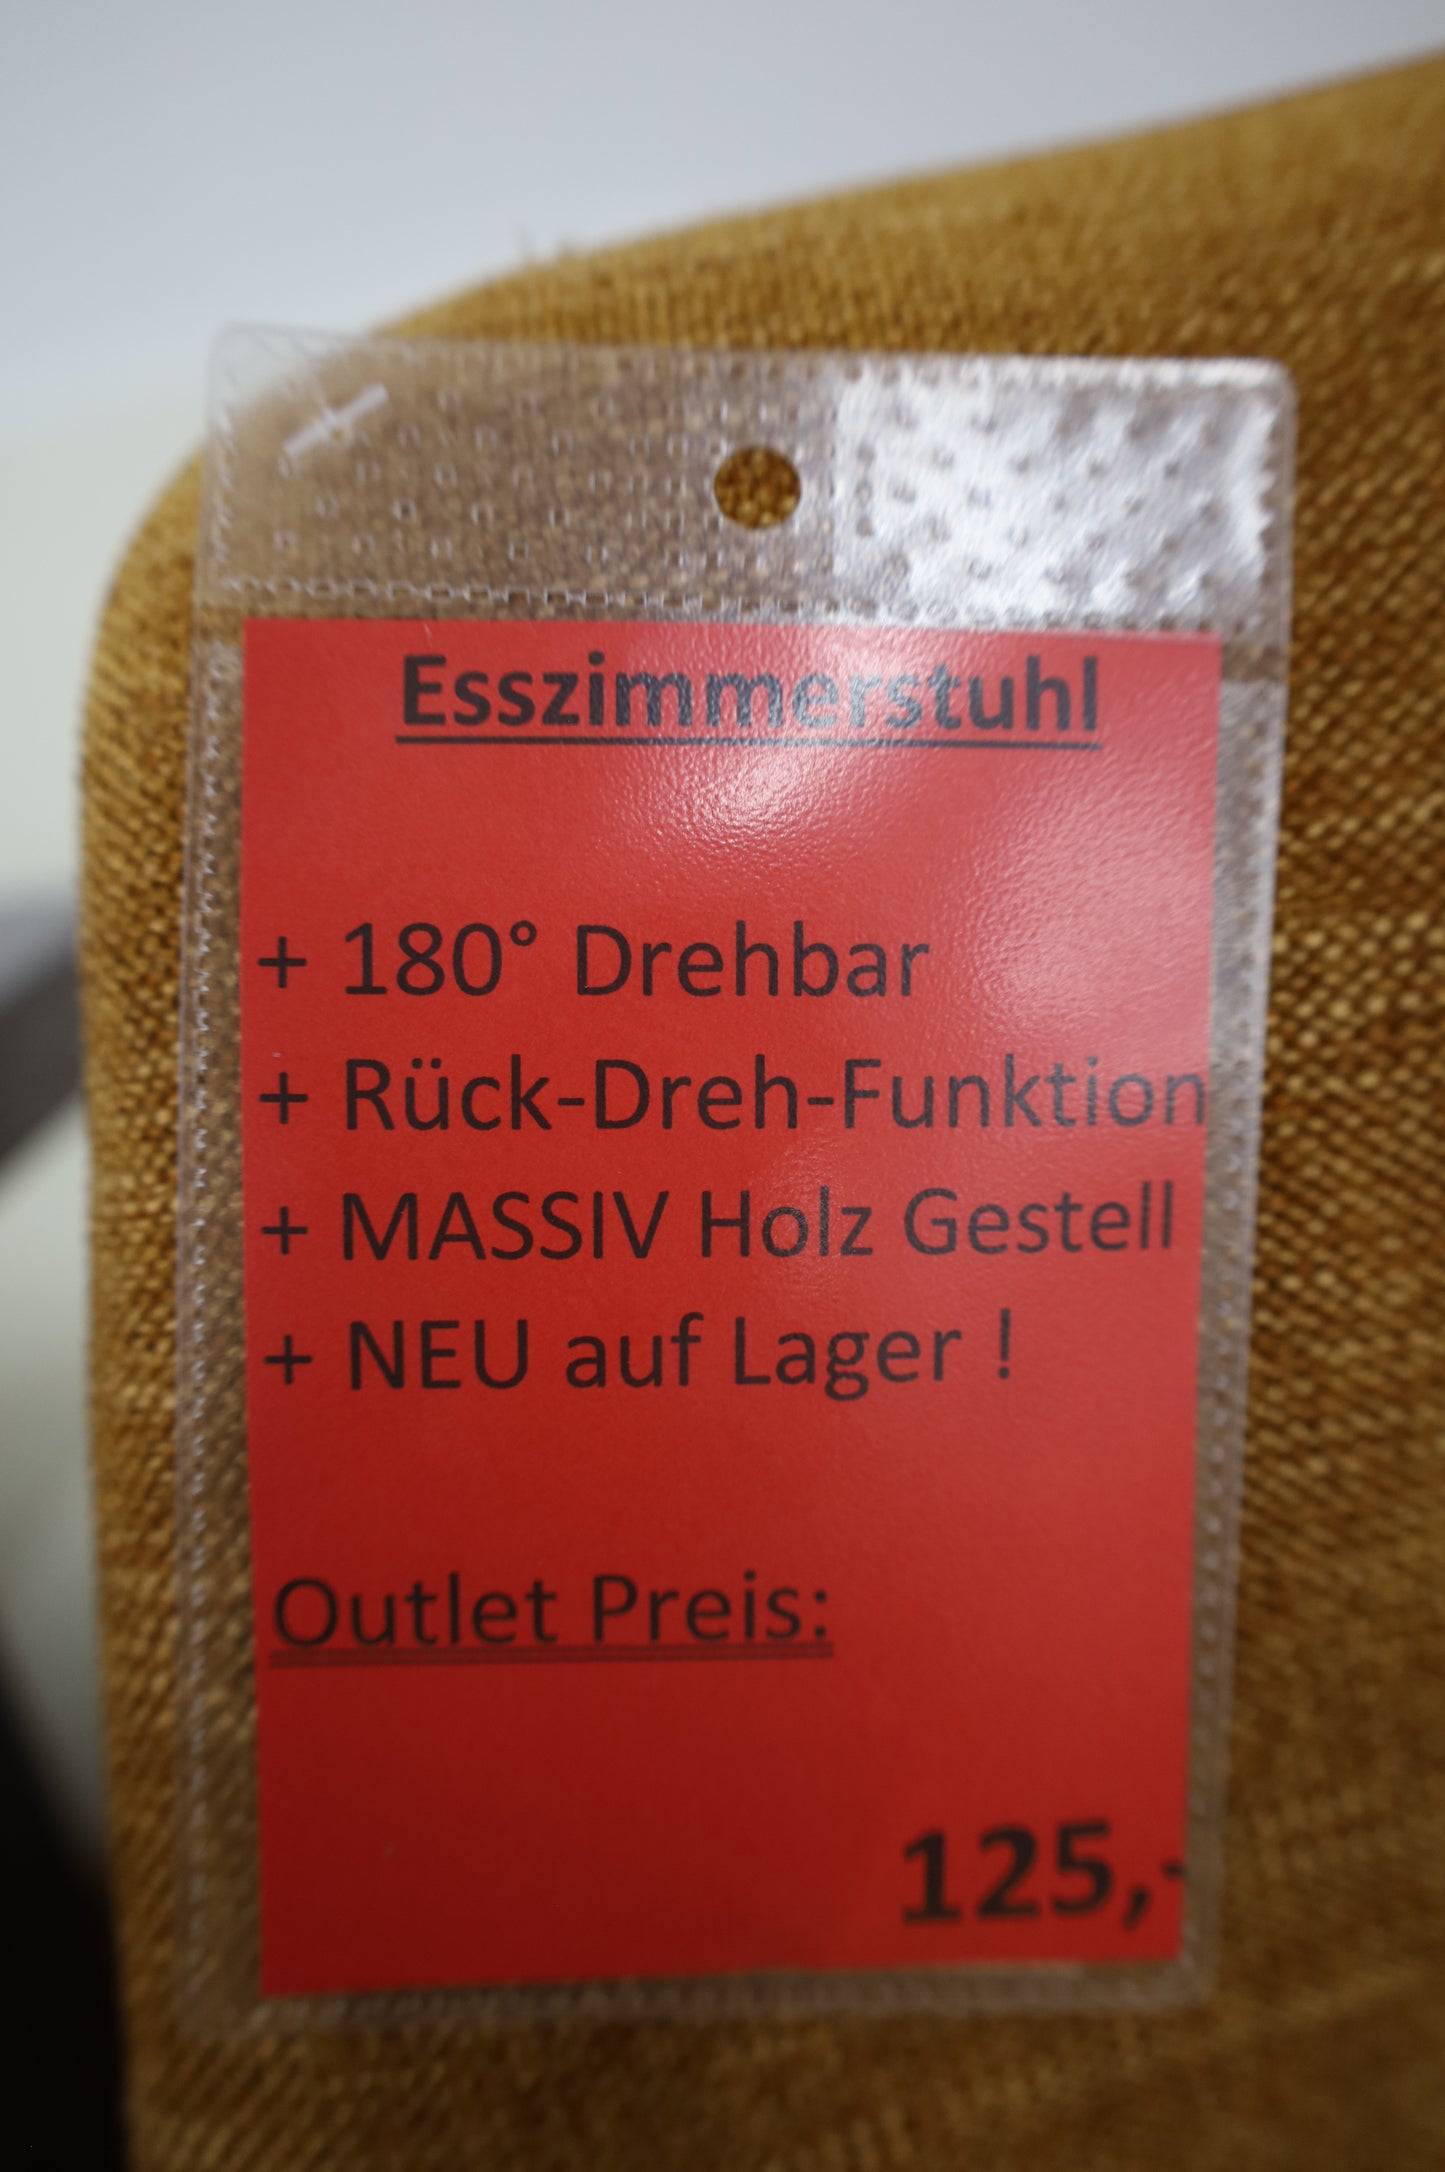 Esszimmerstuhl
+ 180° Drehbar
+ Rück-Dreh-Funktion
+ MASSIV Holz Gestell
+ NEU auf Lager !
Outlet Preis:
125,-